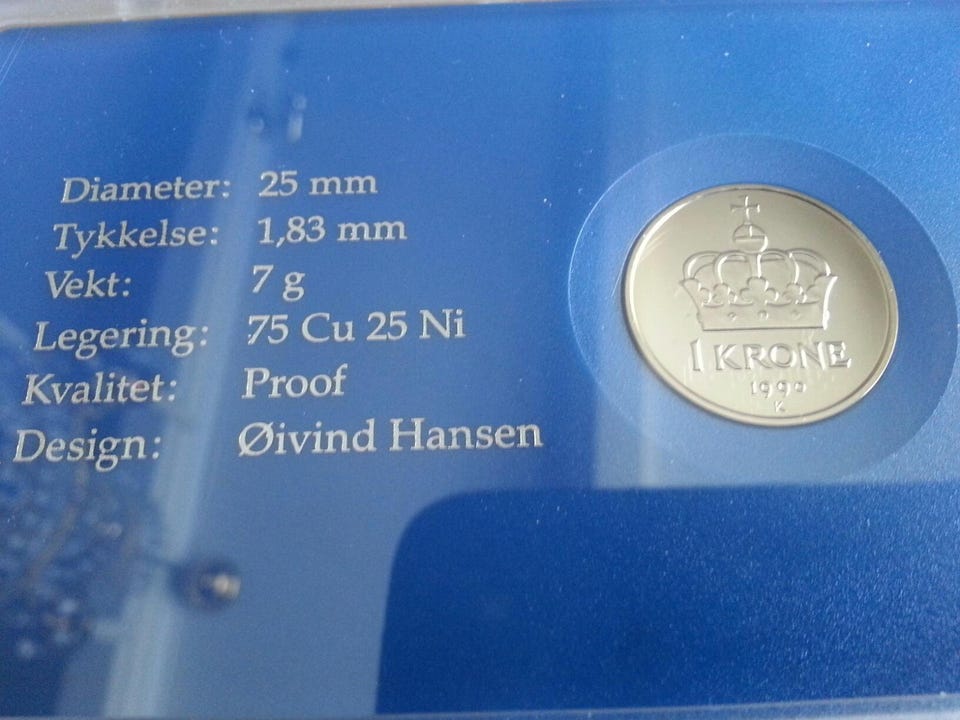 Diameter: 25 mm
Tykkelse: 1,83 mm
Vekt: 7 g
Legering: 75 Cu 25 Ni
Kvalitet: Proof
Design: Øivind Hansen
1 KRONE
1990
K